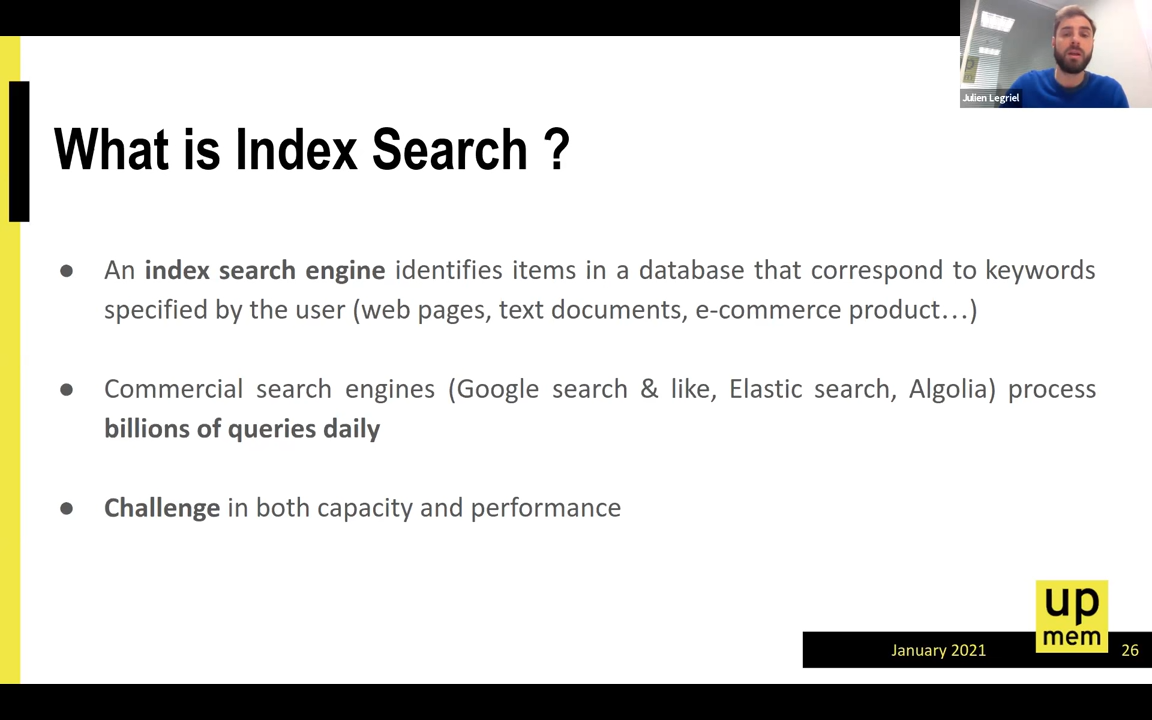 Julien Legriel
What is Index Search ?
● An index search engine identifies items in a database that correspond to keywords
specified by the user (web pages, text documents, e-commerce product…)
● Commercial search engines (Google search & like, Elastic search, Algolia) process
billions of queries daily
● Challenge in both capacity and performance
up
mem
January 2021
26